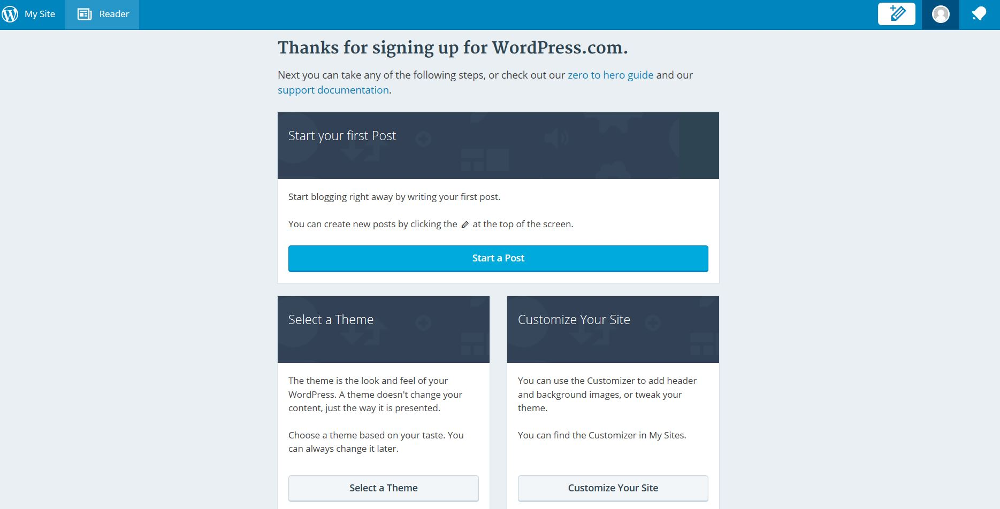 My Site
Reader
Thanks for signing up for WordPress.com.
Next you can take any of the following steps, or check out our zero to hero guide and our
support documentation.
Start your first Post
Start blogging right away by writing your first post.
You can create new posts by clicking the at the top of the screen.
Start a Post
Select a Theme
The theme is the look and feel of your
WordPress. A theme doesn't change your
content, just the way it is presented.
Choose a theme based on your taste. You
can always change it later.
Select a Theme
Customize Your Site
You can use the Customizer to add header
and background images, or tweak your
theme.
You can find the Customizer in My Sites.
Customize Your Site